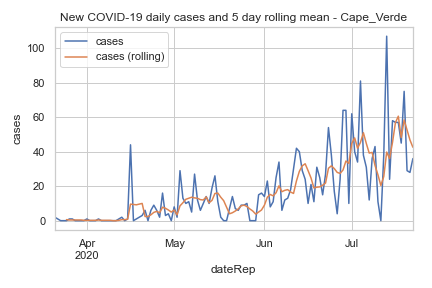 New COVID-19 daily cases and 5 day rolling mean - Cape_Verde
cases
cases (rolling)
100
80
60
40
20
0
cases
Apr
2020
May
Jun
Jul
dateRep